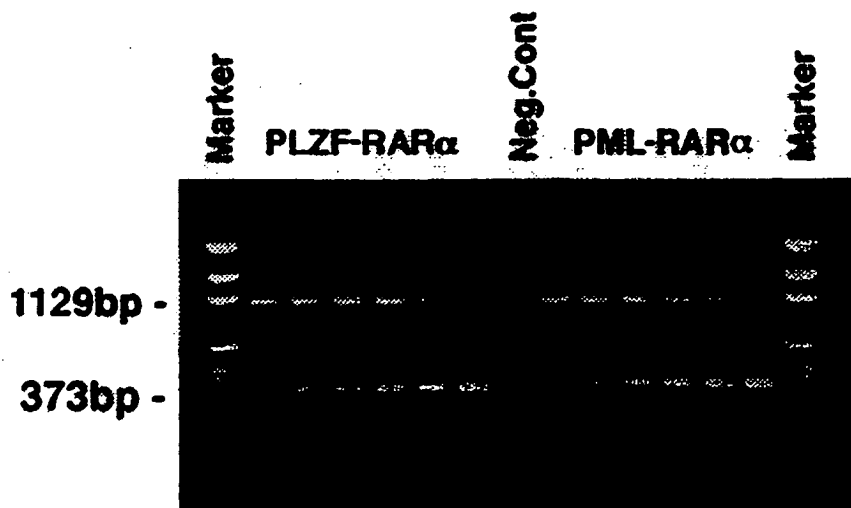 Marker
PLZF-RARα
Neg.Cont
PML-RARα
Marker
1129bp -
373bp -